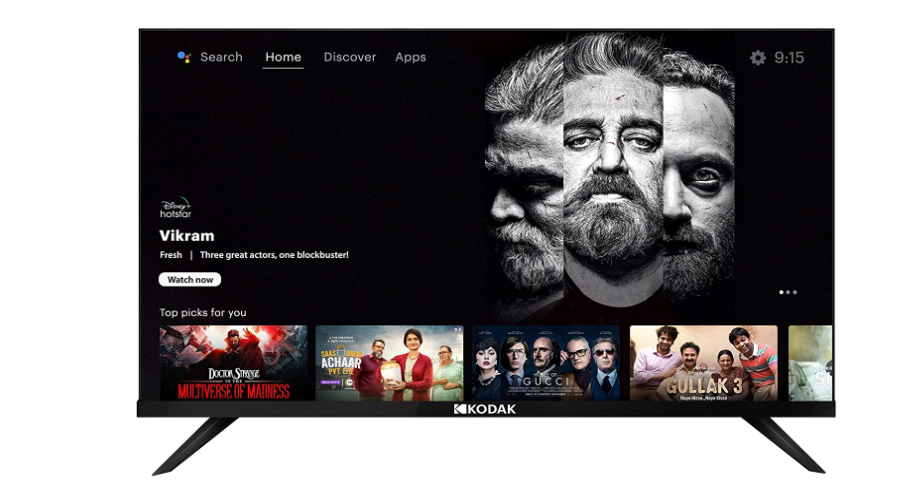 Search Home Discover Apps 9:15
Disney+
hotstar
Vikram
Fresh | Three great actors, one blockbuster!
Watch now
Top picks for you
DOCTOR STRANGE
IN THE
MULTIVERSE OF MADNESS
SAAS BAHU
ACHAAR
PVT. LTD.
GUCCI
GULLAK 3
KODAK